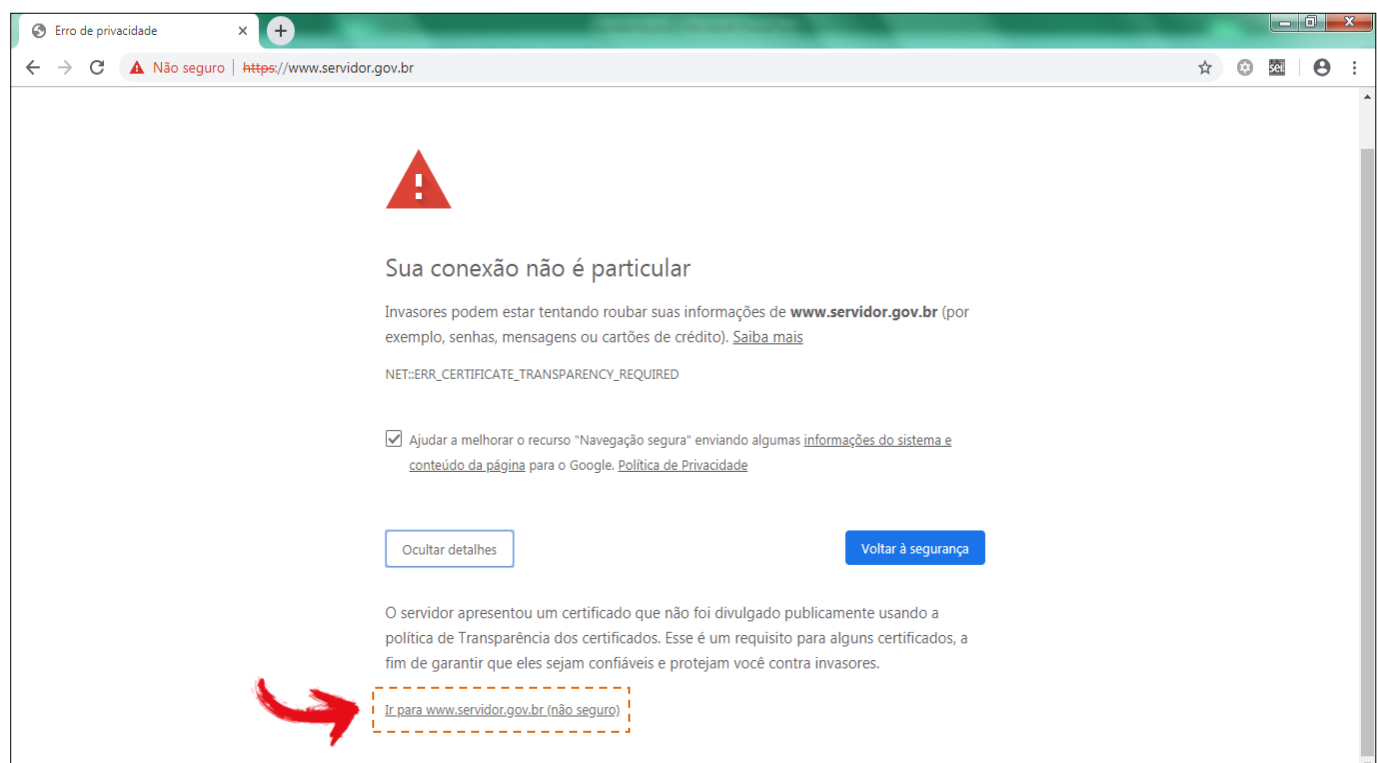 Erro de privacidade
Não seguro | https://www.servidor.gov.br
sei!
Sua conexão não é particular
Invasores podem estar tentando roubar suas informações de www.servidor.gov.br (por
exemplo, senhas, mensagens ou cartões de crédito). Saiba mais
NET::ERR_CERTIFICATE_TRANSPARENCY_REQUIRED
Ajudar a melhorar o recurso "Navegação segura" enviando algumas informações do sistema e
conteúdo da página para o Google. Política de Privacidade
Ocultar detalhes
Voltar à segurança
O servidor apresentou um certificado que não foi divulgado publicamente usando a
política de Transparência dos certificados. Esse é um requisito para alguns certificados, a
fim de garantir que eles sejam confiáveis e protejam você contra invasores.
Ir para www.servidor.gov.br (não seguro)